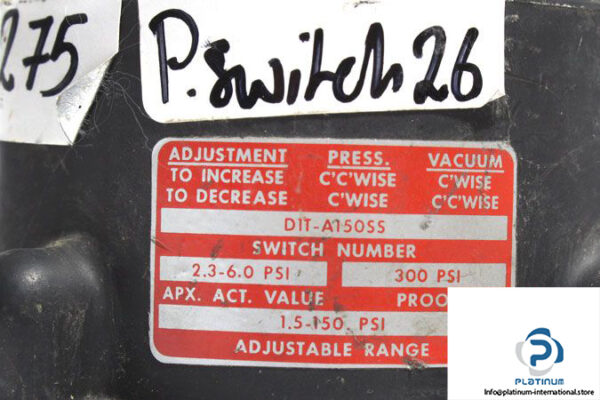 275
P. Switch 26
ADJUSTMENT PRESS. VACUUM
TO INCREASE C'C'WISE C'WISE
TO DECREASE C'WISE C'C'WISE
D1T-A150SS
SWITCH NUMBER
2.3-6.0 PSI 300 PSI
APX. ACT. VALUE PROO
1.5-150. PSI
ADJUSTABLE RANGE
PLATINUM
Info@platinum-international.store